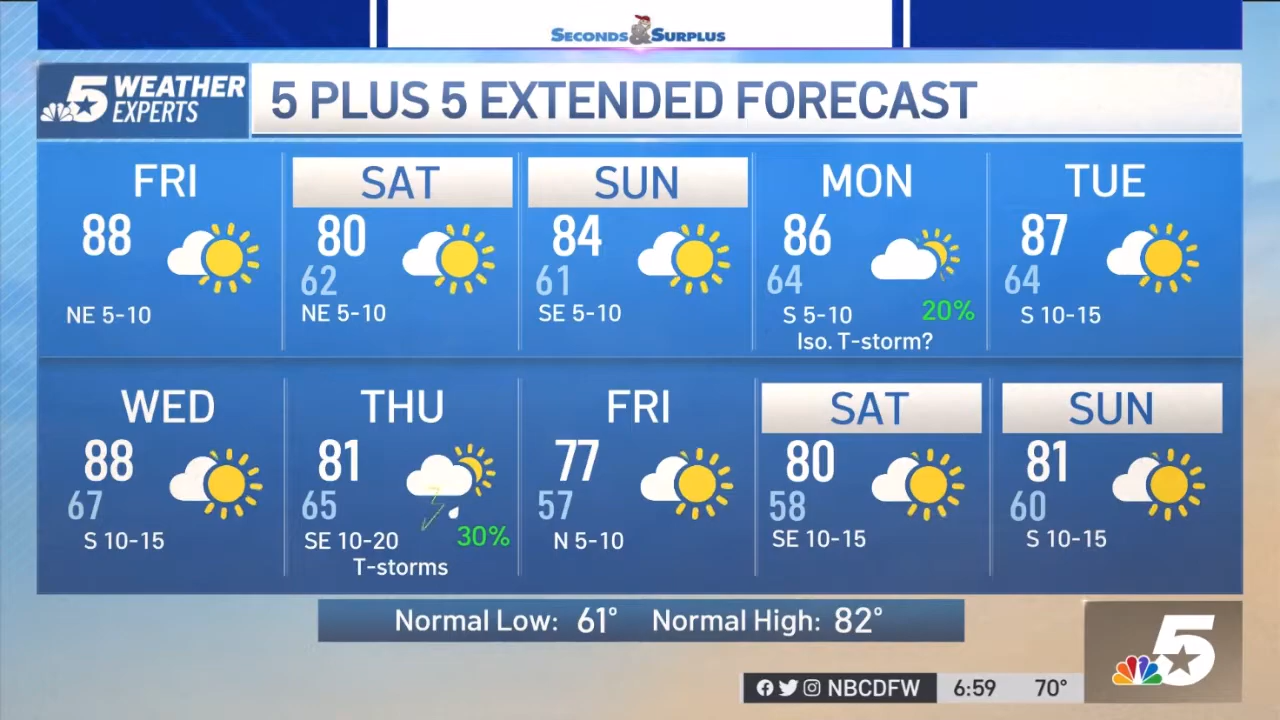 SECONDS & SURPLUS
5 WEATHER EXPERTS
5 PLUS 5 EXTENDED FORECAST
FRI
88
NE 5-10
SAT
80
62
NE 5-10
SUN
84
61
SE 5-10
MON
86
64
S 5-10
20%
Iso. T-storm?
TUE
87
64
S 10-15
WED
88
67
S 10-15
THU
81
65
SE 10-20
30%
T-storms
FRI
77
57
N 5-10
SAT
80
58
SE 10-15
SUN
81
60
S 10-15
Normal Low: 61° Normal High: 82°
5
NBCDFW 6:59 70°